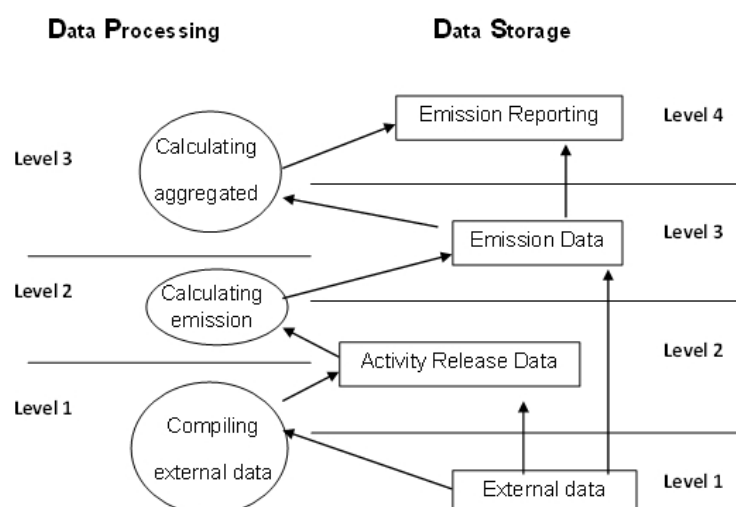 Data Processing
Data Storage
Emission Reporting
Level 4
Calculating
aggregated
Level 3
Emission Data
Level 3
Level 2
Calculating
emission
Activity Release Data
Level 2
Level 1
Compiling
external data
External data
Level 1